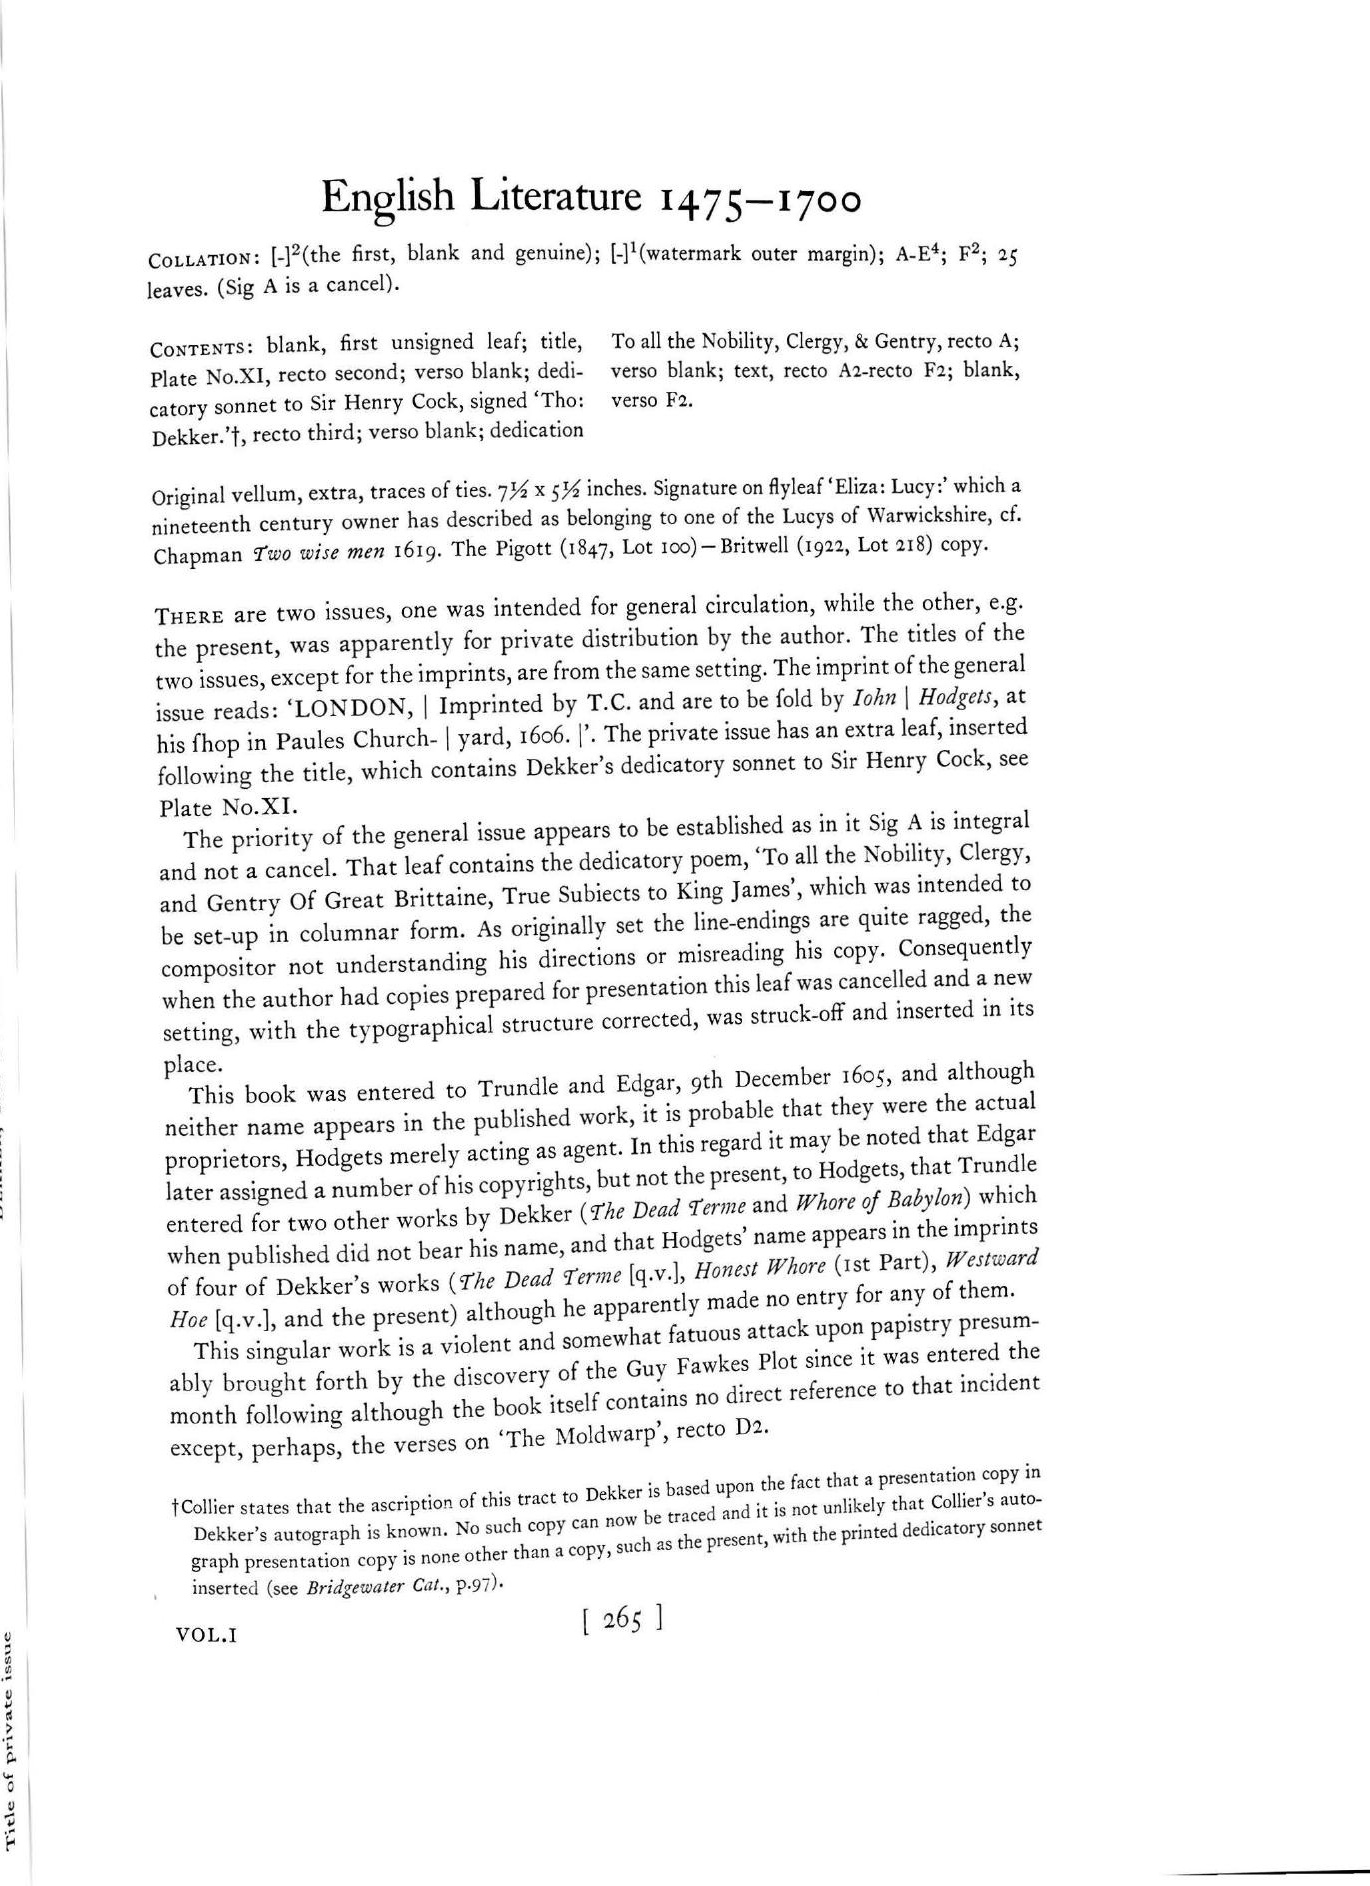 English Literature 1475–1700
COLLATION: [-]²(the first, blank and genuine); [-]¹(watermark outer margin); A-E⁴; F²; 25
leaves. (Sig A is a cancel).
CONTENTS: blank, first unsigned leaf; title,
Plate No.XI, recto second; verso blank; dedi-
catory sonnet to Sir Henry Cock, signed ‘Tho:
Dekker.’†, recto third; verso blank; dedication
To all the Nobility, Clergy, & Gentry, recto A;
verso blank; text, recto A2-recto F2; blank,
verso F2.
Original vellum, extra, traces of ties. 7½ x 5½ inches. Signature on flyleaf ‘Eliza: Lucy:’ which a
nineteenth century owner has described as belonging to one of the Lucys of Warwickshire, cf.
Chapman Two wise men 1619. The Pigott (1847, Lot 100)—Britwell (1922, Lot 218) copy.
THERE are two issues, one was intended for general circulation, while the other, e.g.
the present, was apparently for private distribution by the author. The titles of the
two issues, except for the imprints, are from the same setting. The imprint of the general
issue reads: ‘LONDON, | Imprinted by T.C. and are to be ſold by Iohn | Hodgets, at
his ſhop in Paules Church- | yard, 1606. |’. The private issue has an extra leaf, inserted
following the title, which contains Dekker’s dedicatory sonnet to Sir Henry Cock, see
Plate No.XI.
The priority of the general issue appears to be established as in it Sig A is integral
and not a cancel. That leaf contains the dedicatory poem, ‘To all the Nobility, Clergy,
and Gentry Of Great Brittaine, True Subiects to King James’, which was intended to
be set-up in columnar form. As originally set the line-endings are quite ragged, the
compositor not understanding his directions or misreading his copy. Consequently
when the author had copies prepared for presentation this leaf was cancelled and a new
setting, with the typographical structure corrected, was struck-off and inserted in its
place.
This book was entered to Trundle and Edgar, 9th December 1605, and although
neither name appears in the published work, it is probable that they were the actual
proprietors, Hodgets merely acting as agent. In this regard it may be noted that Edgar
later assigned a number of his copyrights, but not the present, to Hodgets, that Trundle
entered for two other works by Dekker (The Dead Terme and Whore of Babylon) which
when published did not bear his name, and that Hodgets’ name appears in the imprints
of four of Dekker’s works (The Dead Terme [q.v.], Honest Whore (1st Part), Westward
Hoe [q.v.], and the present) although he apparently made no entry for any of them.
This singular work is a violent and somewhat fatuous attack upon papistry presum-
ably brought forth by the discovery of the Guy Fawkes Plot since it was entered the
month following although the book itself contains no direct reference to that incident
except, perhaps, the verses on ‘The Moldwarp’, recto D2.
†Collier states that the ascription of this tract to Dekker is based upon the fact that a presentation copy in
Dekker’s autograph is known. No such copy can now be traced and it is not unlikely that Collier’s auto-
graph presentation copy is none other than a copy, such as the present, with the printed dedicatory sonnet
inserted (see Bridgewater Cat., p.97).
VOL.I
[ 265 ]
Title of private issue